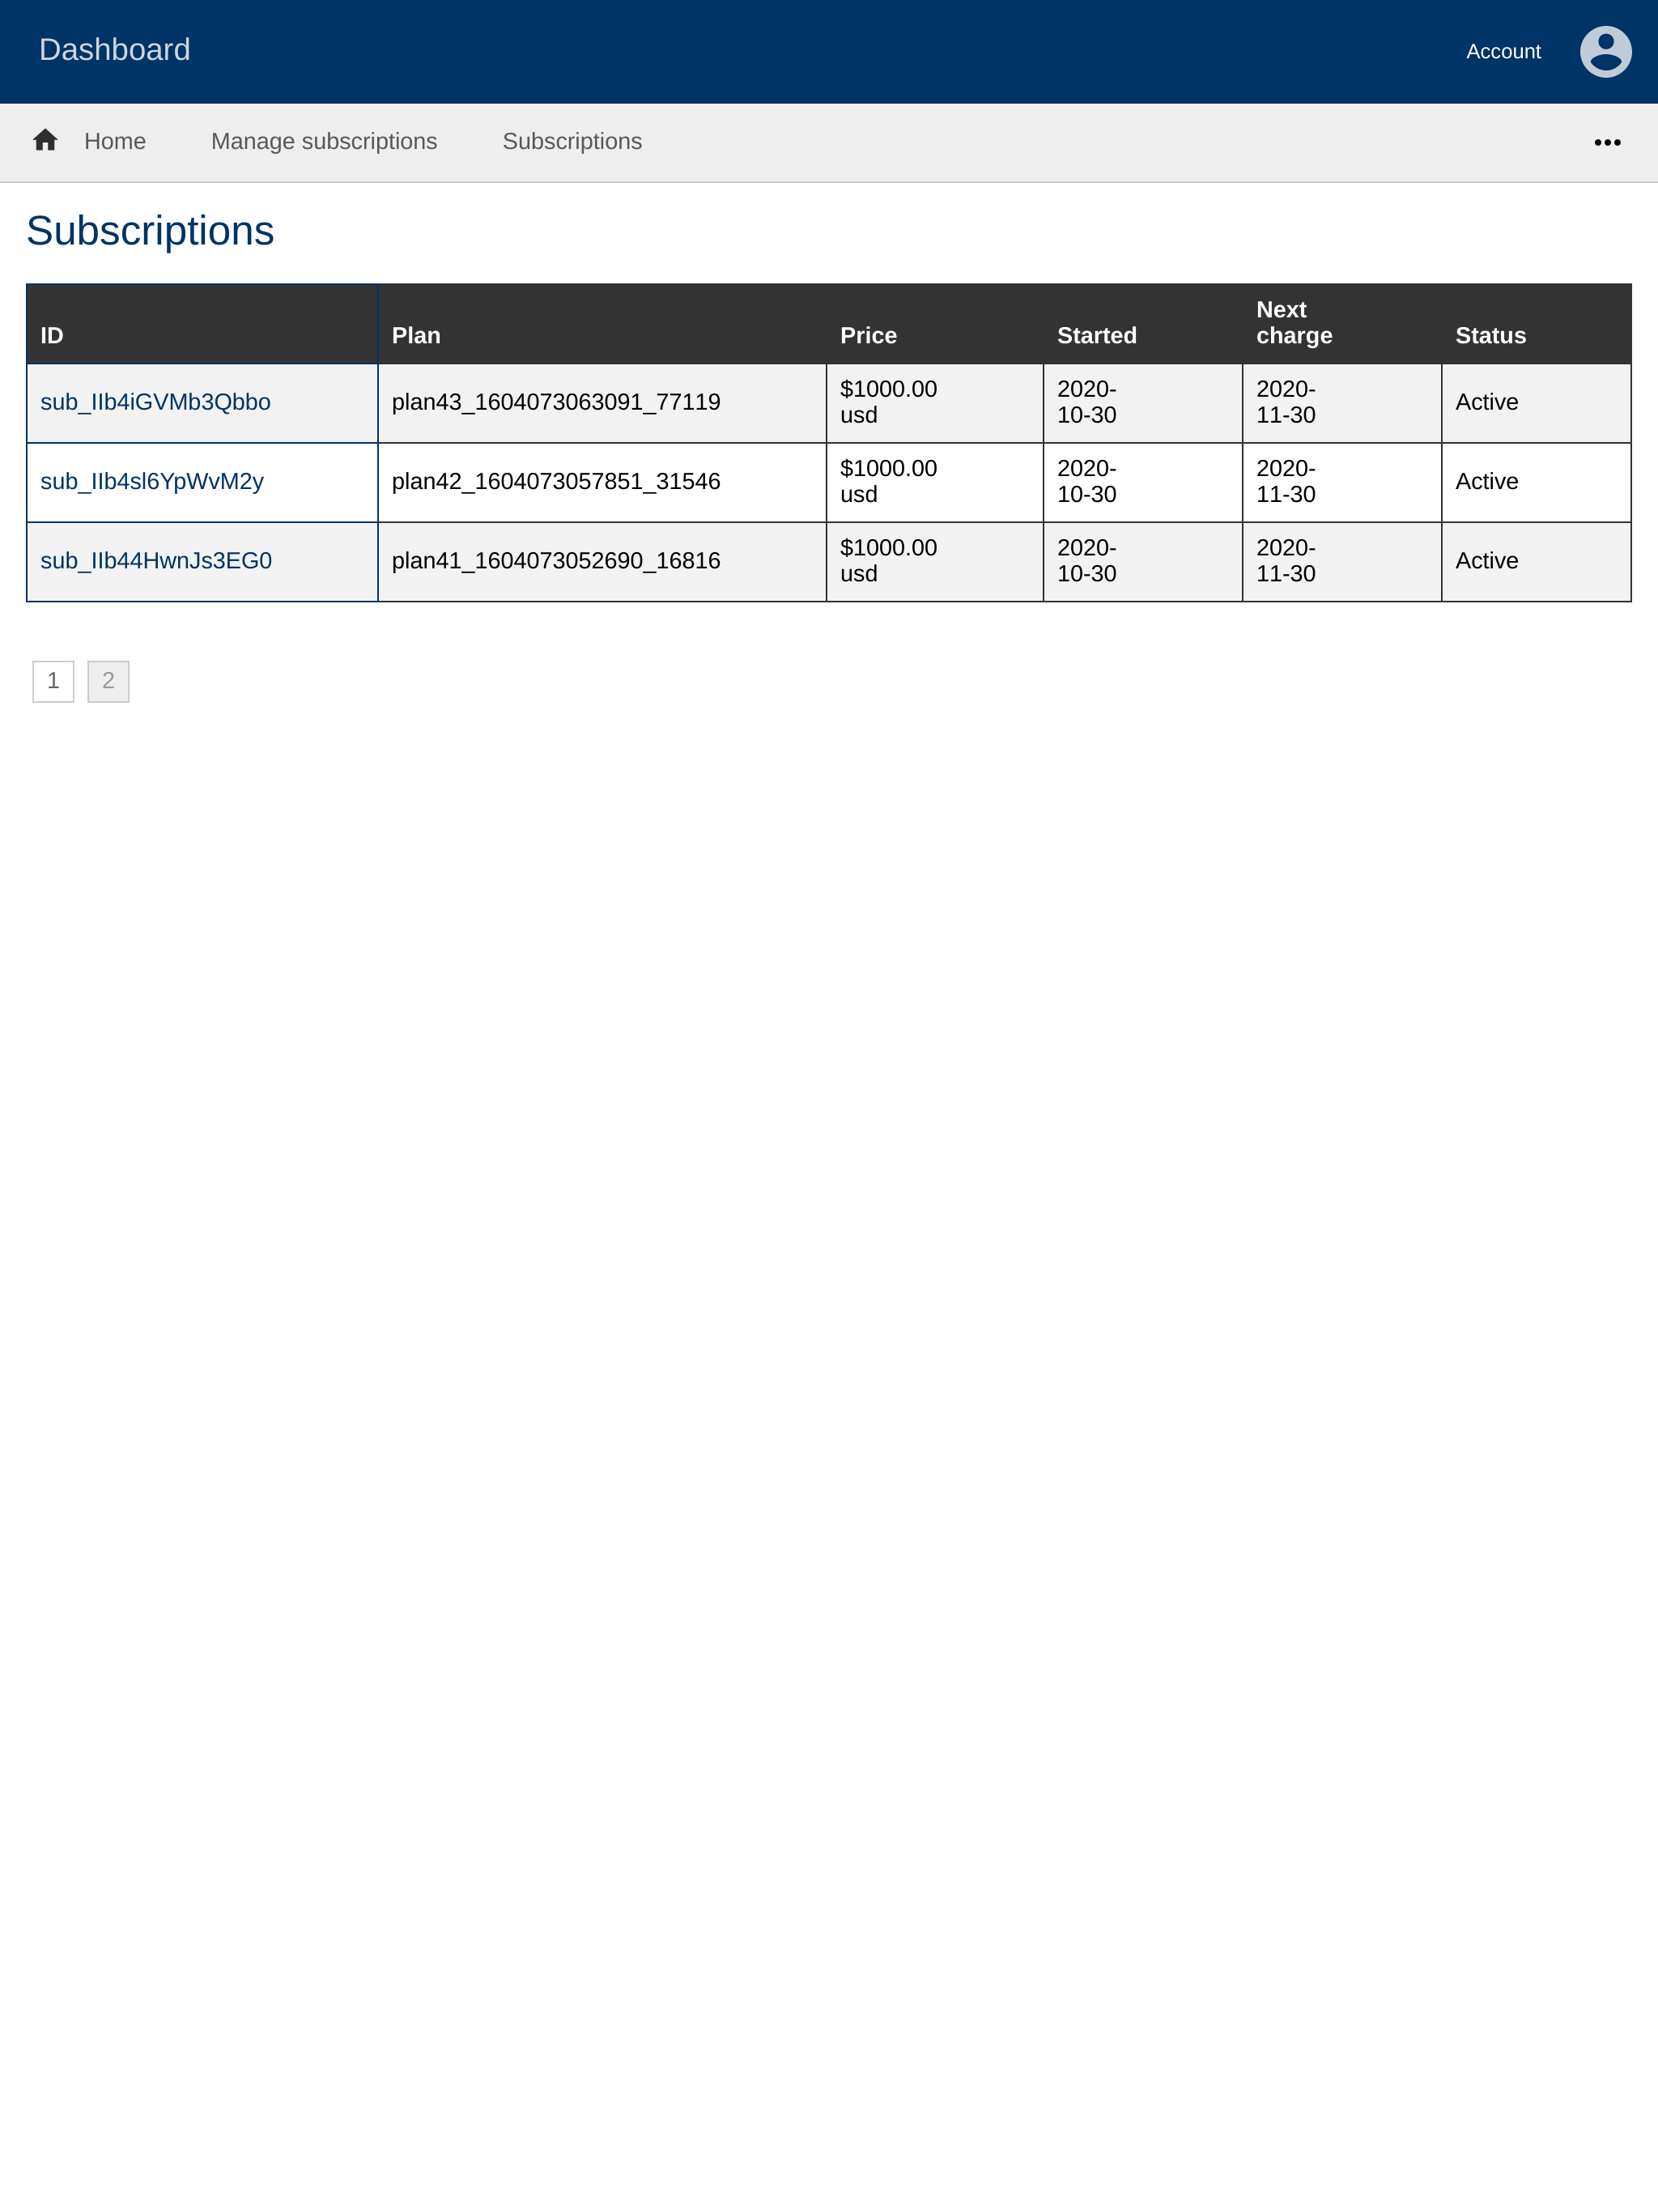 Dashboard
Account
Home Manage subscriptions Subscriptions
Subscriptions
ID Plan Price Started Next charge Status
sub_IIb4iGVMb3Qbbo plan43_1604073063091_77119 $1000.00 usd 2020-10-30 2020-11-30 Active
sub_IIb4sl6YpWvM2y plan42_1604073057851_31546 $1000.00 usd 2020-10-30 2020-11-30 Active
sub_IIb44HwnJs3EG0 plan41_1604073052690_16816 $1000.00 usd 2020-10-30 2020-11-30 Active
1 2